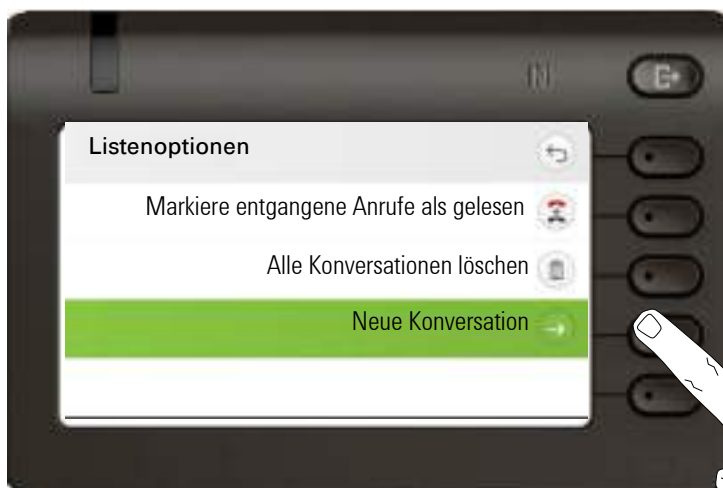 Listenoptionen
Markiere entgangene Anrufe als gelesen
Alle Konversationen löschen
Neue Konversation